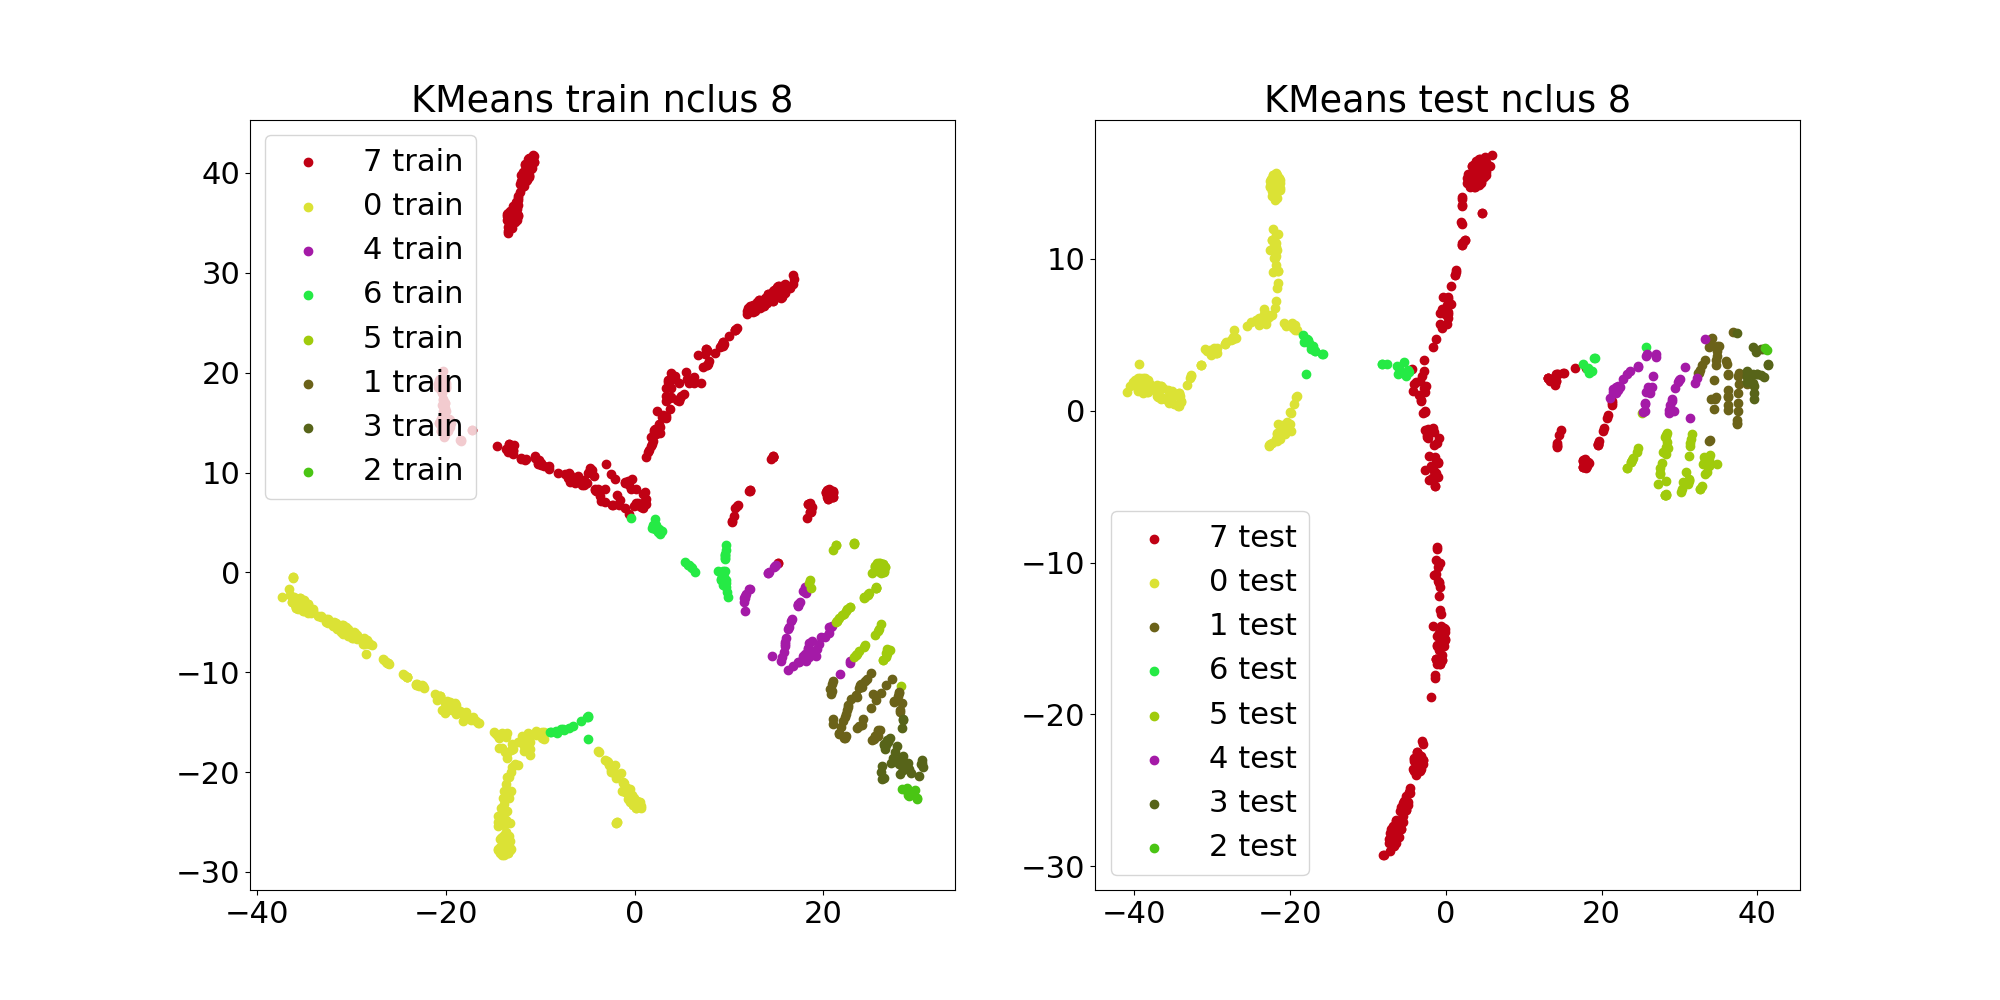 KMeans train nclus 8
40
30
20
10
0
−10
−20
−30
−40
−20
0
20
7 train
0 train
4 train
6 train
5 train
1 train
3 train
2 train
KMeans test nclus 8
10
0
−10
−20
−30
−40
−20
0
20
40
7 test
0 test
1 test
6 test
5 test
4 test
3 test
2 test